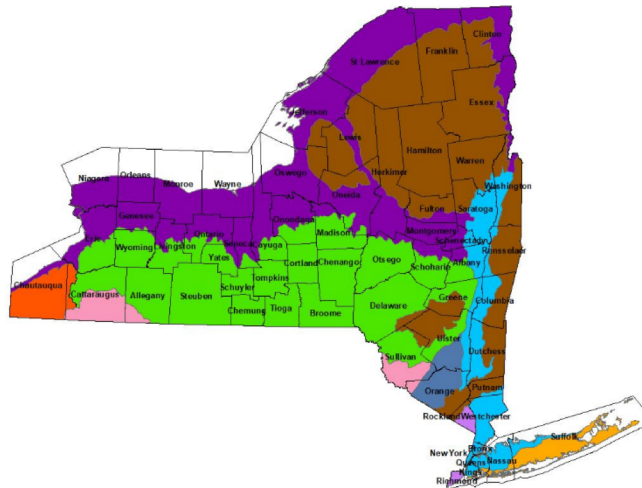 Clinton
Franklin
St Lawrence
Essex
Jefferson
Lewis
Hamilton
Warren
Herkimer
Washington
Oswego
Oneida
Niagara
Orleans
Monroe
Wayne
Fulton
Saratoga
Genesee
Onondaga
Montgomery
Schenectady
Erie
Ontario
Seneca
Cayuga
Madison
Rensselaer
Wyoming
Livingston
Yates
Otsego
Schoharie
Albany
Cortland
Chenango
Tompkins
Chautauqua
Cattaraugus
Allegany
Steuben
Schuyler
Chemung
Tioga
Broome
Delaware
Greene
Columbia
Ulster
Sullivan
Dutchess
Orange
Putnam
Rockland
Westchester
Suffolk
Bronx
New York
Nassau
Queens
Kings
Richmond